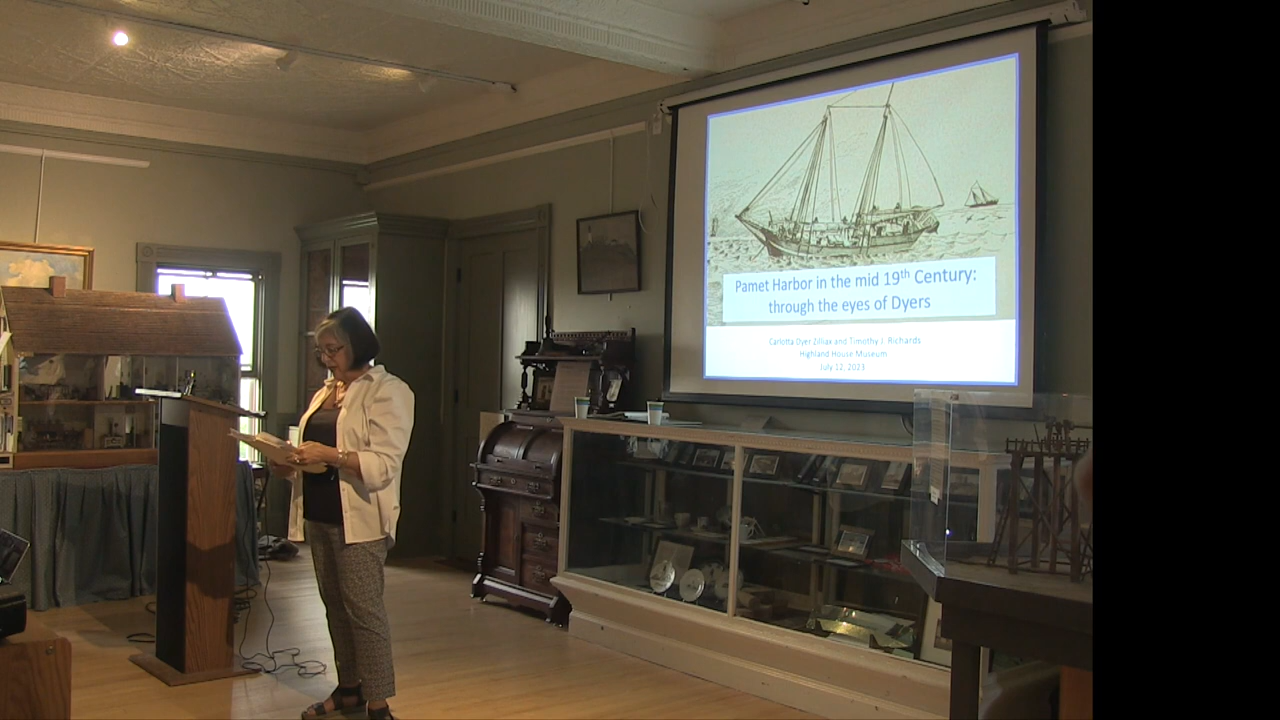 Pamet Harbor in the mid 19th Century:
through the eyes of Dyers
Carlotta Dyer Zilliax and Timothy J. Richards
Highland House Museum
July 12, 2023